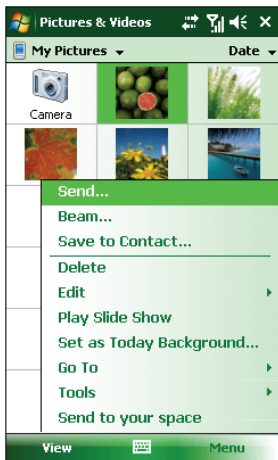 Pictures & Videos
My Pictures Date
Camera
Send...
Beam...
Save to Contact...
Delete
Edit
Play Slide Show
Set as Today Background...
Go To
Tools
Send to your space
View Menu